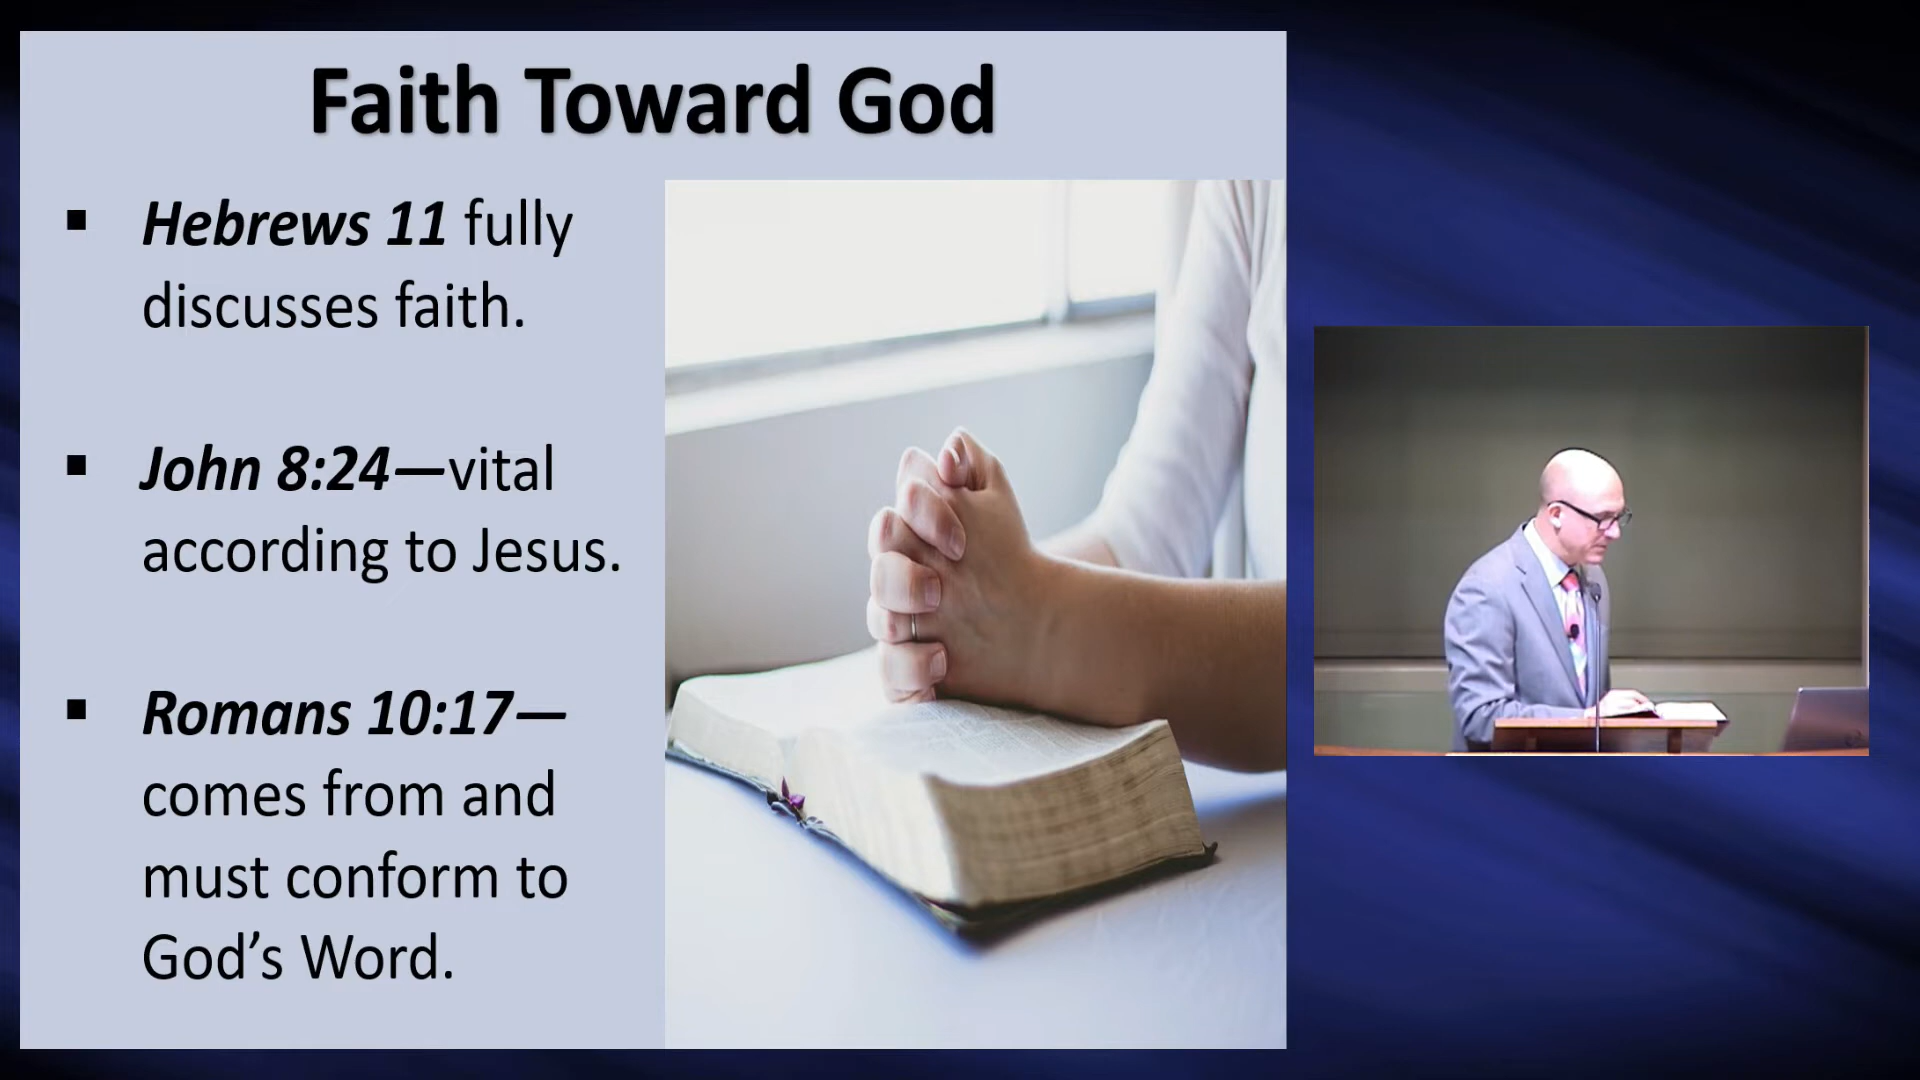 Faith Toward God
▪ Hebrews 11 fully
discusses faith.
▪ John 8:24—vital
according to Jesus.
▪ Romans 10:17—
comes from and
must conform to
God’s Word.